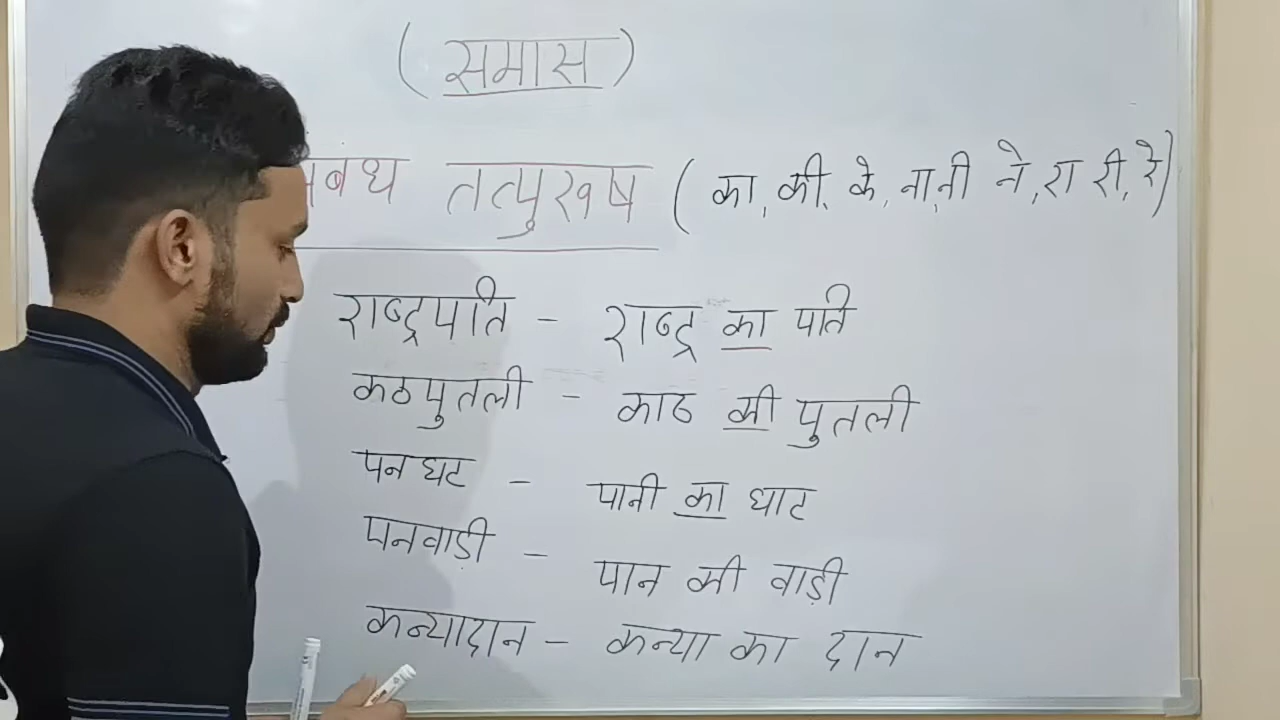 (समास)
तत्पुरुष (का, की, के, ना, नी ने, रा री, रे)
राष्ट्रपति - राष्ट्र का पति
कठपुतली - काठ की पुतली
पनघट - पानी का घाट
पनवाड़ी - पान की वाड़ी
कन्यादान - कन्या का दान